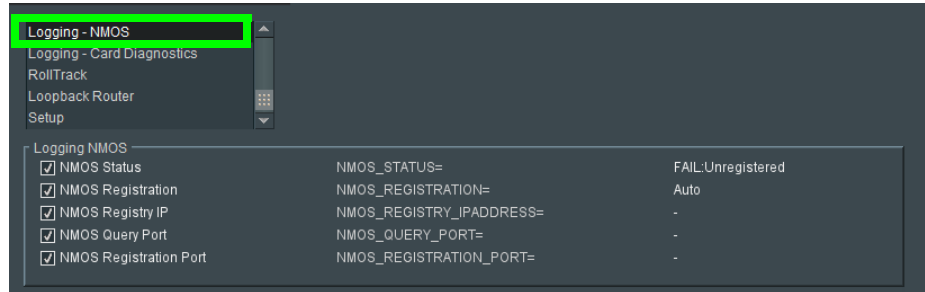 Logging - NMOS
Logging - Card Diagnostics
RollTrack
Loopback Router
Setup
Logging NMOS
NMOS Status NMOS_STATUS= FAIL:Unregistered
NMOS Registration NMOS_REGISTRATION= Auto
NMOS Registry IP NMOS_REGISTRY_IPADDRESS= -
NMOS Query Port NMOS_QUERY_PORT= -
NMOS Registration Port NMOS_REGISTRATION_PORT= -